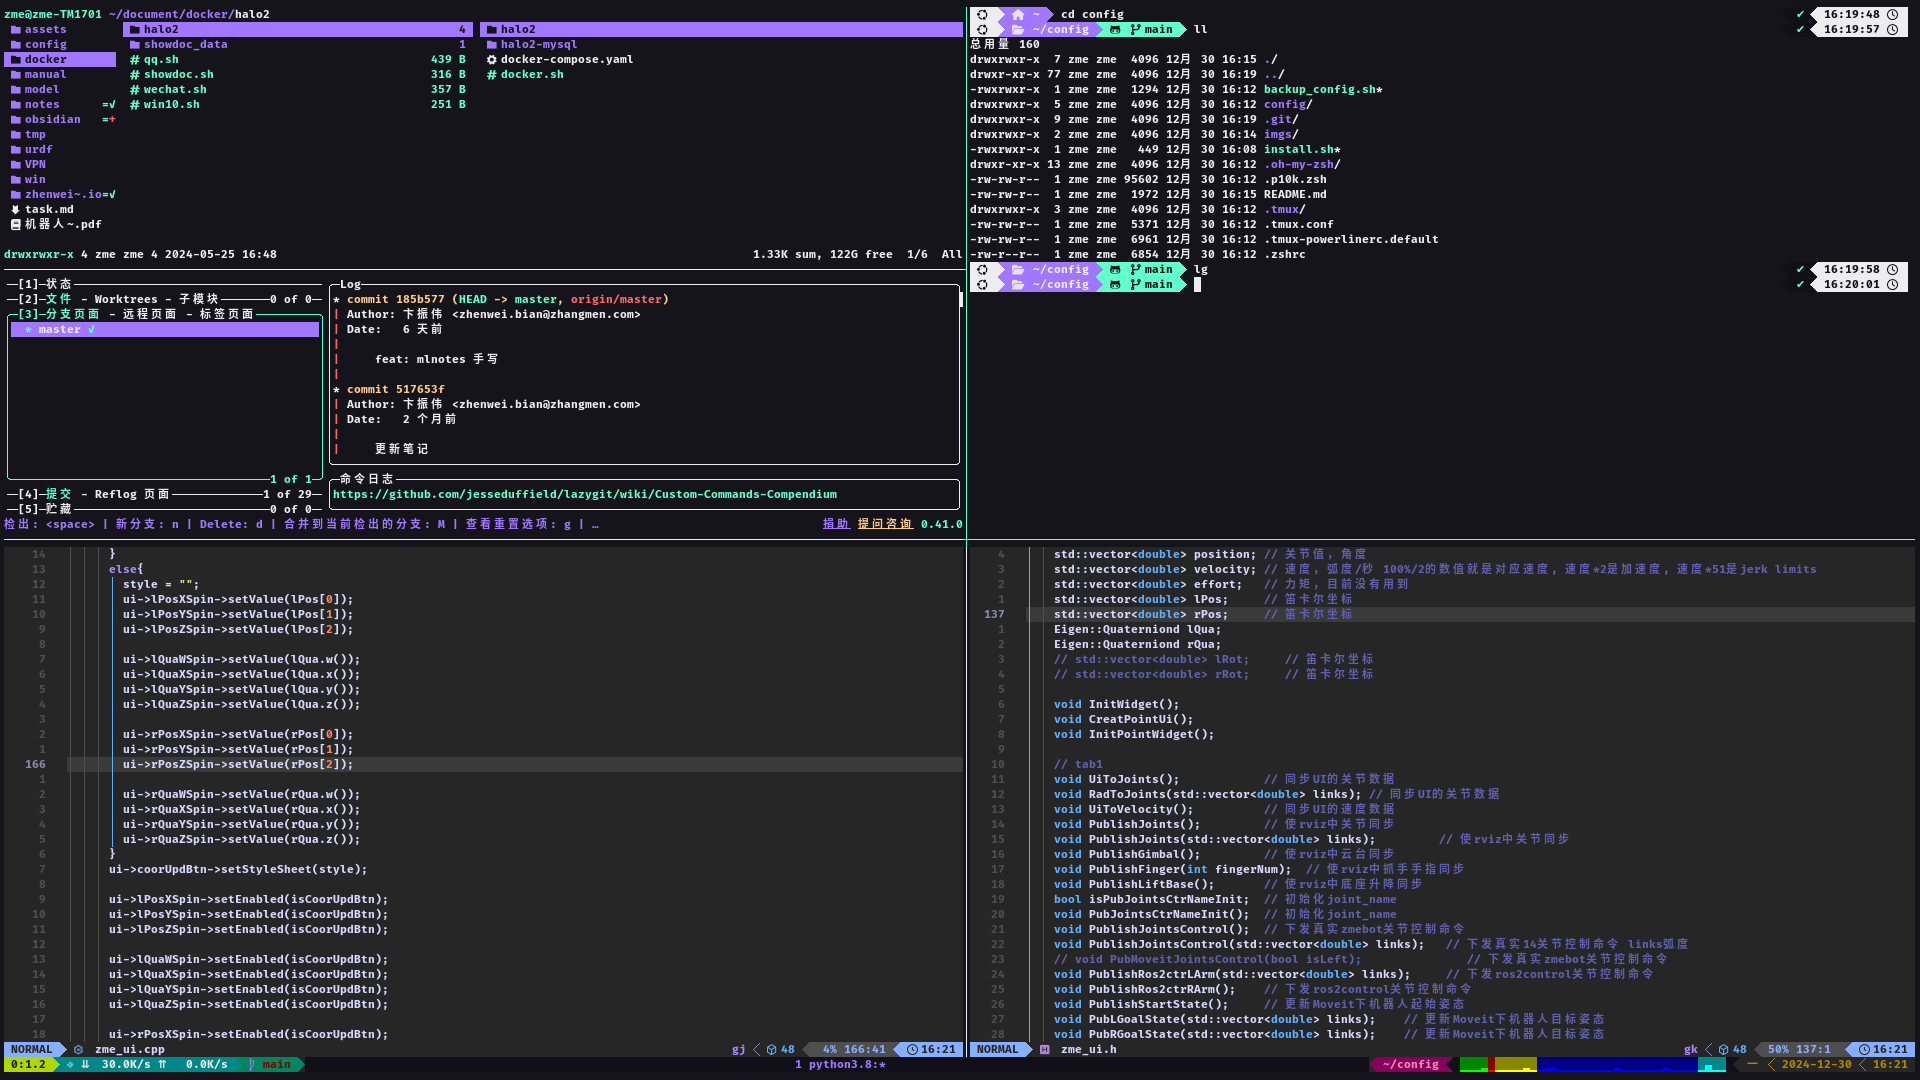 zme@zme-TM1701 ~/document/docker/halo2
assets
config
docker
manual
model
notes =√
obsidian =+
tmp
urdf
VPN
win
zhenwei~.io=√
task.md
机器人~.pdf
halo2 4
showdoc_data 1
qq.sh 439 B
showdoc.sh 316 B
wechat.sh 357 B
win10.sh 251 B
halo2
halo2-mysql
docker-compose.yaml
docker.sh
drwxrwxr-x 4 zme zme 4 2024-05-25 16:48 1.33K sum, 122G free 1/6 All
~ cd config ✔ 16:19:48
~/config main ll ✔ 16:19:57
总用量 160
drwxrwxr-x 7 zme zme 4096 12月 30 16:15 ./
drwxr-xr-x 77 zme zme 4096 12月 30 16:19 ../
-rwxrwxr-x 1 zme zme 1294 12月 30 16:12 backup_config.sh*
drwxrwxr-x 5 zme zme 4096 12月 30 16:12 config/
drwxrwxr-x 9 zme zme 4096 12月 30 16:19 .git/
drwxrwxr-x 2 zme zme 4096 12月 30 16:14 imgs/
-rwxrwxr-x 1 zme zme 449 12月 30 16:08 install.sh*
drwxr-xr-x 13 zme zme 4096 12月 30 16:12 .oh-my-zsh/
-rw-rw-r-- 1 zme zme 95602 12月 30 16:12 .p10k.zsh
-rw-rw-r-- 1 zme zme 1972 12月 30 16:15 README.md
drwxrwxr-x 3 zme zme 4096 12月 30 16:12 .tmux/
-rw-rw-r-- 1 zme zme 5371 12月 30 16:12 .tmux.conf
-rw-rw-r-- 1 zme zme 6961 12月 30 16:12 .tmux-powerlinerc.default
-rw-r--r-- 1 zme zme 6854 12月 30 16:12 .zshrc
~/config main lg ✔ 16:19:58
~/config main ✔ 16:20:01
[1]─状态
[2]─文件 - Worktrees - 子模块 0 of 0
[3]─分支页面 - 远程页面 - 标签页面
* master √
1 of 1
[4]─提交 - Reflog 页面 1 of 29
[5]─贮藏 0 of 0
Log
* commit 185b577 (HEAD -> master, origin/master)
| Author: 卞振伟 <zhenwei.bian@zhangmen.com>
| Date: 6 天前
|
| feat: mlnotes 手写
|
* commit 517653f
| Author: 卞振伟 <zhenwei.bian@zhangmen.com>
| Date: 2 个月前
|
| 更新笔记
命令日志
https://github.com/jesseduffield/lazygit/wiki/Custom-Commands-Compendium
检出: <space> | 新分支: n | Delete: d | 合并到当前检出的分支: M | 查看重置选项: g | … 捐助 提问咨询 0.41.0
14 }
13 else{
12 style = "";
11 ui->lPosXSpin->setValue(lPos[0]);
10 ui->lPosYSpin->setValue(lPos[1]);
9 ui->lPosZSpin->setValue(lPos[2]);
8
7 ui->lQuaWSpin->setValue(lQua.w());
6 ui->lQuaXSpin->setValue(lQua.x());
5 ui->lQuaYSpin->setValue(lQua.y());
4 ui->lQuaZSpin->setValue(lQua.z());
3
2 ui->rPosXSpin->setValue(rPos[0]);
1 ui->rPosYSpin->setValue(rPos[1]);
166 ui->rPosZSpin->setValue(rPos[2]);
1
2 ui->rQuaWSpin->setValue(rQua.w());
3 ui->rQuaXSpin->setValue(rQua.x());
4 ui->rQuaYSpin->setValue(rQua.y());
5 ui->rQuaZSpin->setValue(rQua.z());
6 }
7 ui->coorUpdBtn->setStyleSheet(style);
8
9 ui->lPosXSpin->setEnabled(isCoorUpdBtn);
10 ui->lPosYSpin->setEnabled(isCoorUpdBtn);
11 ui->lPosZSpin->setEnabled(isCoorUpdBtn);
12
13 ui->lQuaWSpin->setEnabled(isCoorUpdBtn);
14 ui->lQuaXSpin->setEnabled(isCoorUpdBtn);
15 ui->lQuaYSpin->setEnabled(isCoorUpdBtn);
16 ui->lQuaZSpin->setEnabled(isCoorUpdBtn);
17
18 ui->rPosXSpin->setEnabled(isCoorUpdBtn);
NORMAL zme_ui.cpp gj 48 4% 166:41 16:21
4 std::vector<double> position; // 关节值, 角度
3 std::vector<double> velocity; // 速度, 弧度/秒 100%/2的数值就是对应速度, 速度*2是加速度, 速度*51是jerk limits
2 std::vector<double> effort; // 力矩, 目前没有用到
1 std::vector<double> lPos; // 笛卡尔坐标
137 std::vector<double> rPos; // 笛卡尔坐标
1 Eigen::Quaterniond lQua;
2 Eigen::Quaterniond rQua;
3 // std::vector<double> lRot; // 笛卡尔坐标
4 // std::vector<double> rRot; // 笛卡尔坐标
5
6 void InitWidget();
7 void CreatPointUi();
8 void InitPointWidget();
9
10 // tab1
11 void UiToJoints(); // 同步UI的关节数据
12 void RadToJoints(std::vector<double> links); // 同步UI的关节数据
13 void UiToVelocity(); // 同步UI的速度数据
14 void PublishJoints(); // 使rviz中关节同步
15 void PublishJoints(std::vector<double> links); // 使rviz中关节同步
16 void PublishGimbal(); // 使rviz中云台同步
17 void PublishFinger(int fingerNum); // 使rviz中抓手手指同步
18 void PublishLiftBase(); // 使rviz中底座升降同步
19 bool isPubJointsCtrNameInit; // 初始化joint_name
20 void PubJointsCtrNameInit(); // 初始化joint_name
21 void PublishJointsControl(); // 下发真实zmebot关节控制命令
22 void PublishJointsControl(std::vector<double> links); // 下发真实14关节控制命令 links弧度
23 // void PubMoveitJointsControl(bool isLeft); // 下发真实zmebot关节控制命令
24 void PublishRos2ctrLArm(std::vector<double> links); // 下发ros2control关节控制命令
25 void PublishRos2ctrRArm(); // 下发ros2control关节控制命令
26 void PublishStartState(); // 更新Moveit下机器人起始姿态
27 void PubLGoalState(std::vector<double> links); // 更新Moveit下机器人目标姿态
28 void PubRGoalState(std::vector<double> links); // 更新Moveit下机器人目标姿态
NORMAL zme_ui.h gk 48 50% 137:1 16:21
0:1.2 ⇊ 30.0K/s ⇈ 0.0K/s main 1 python3.8:* ~/config 一 2024-12-30 16:21